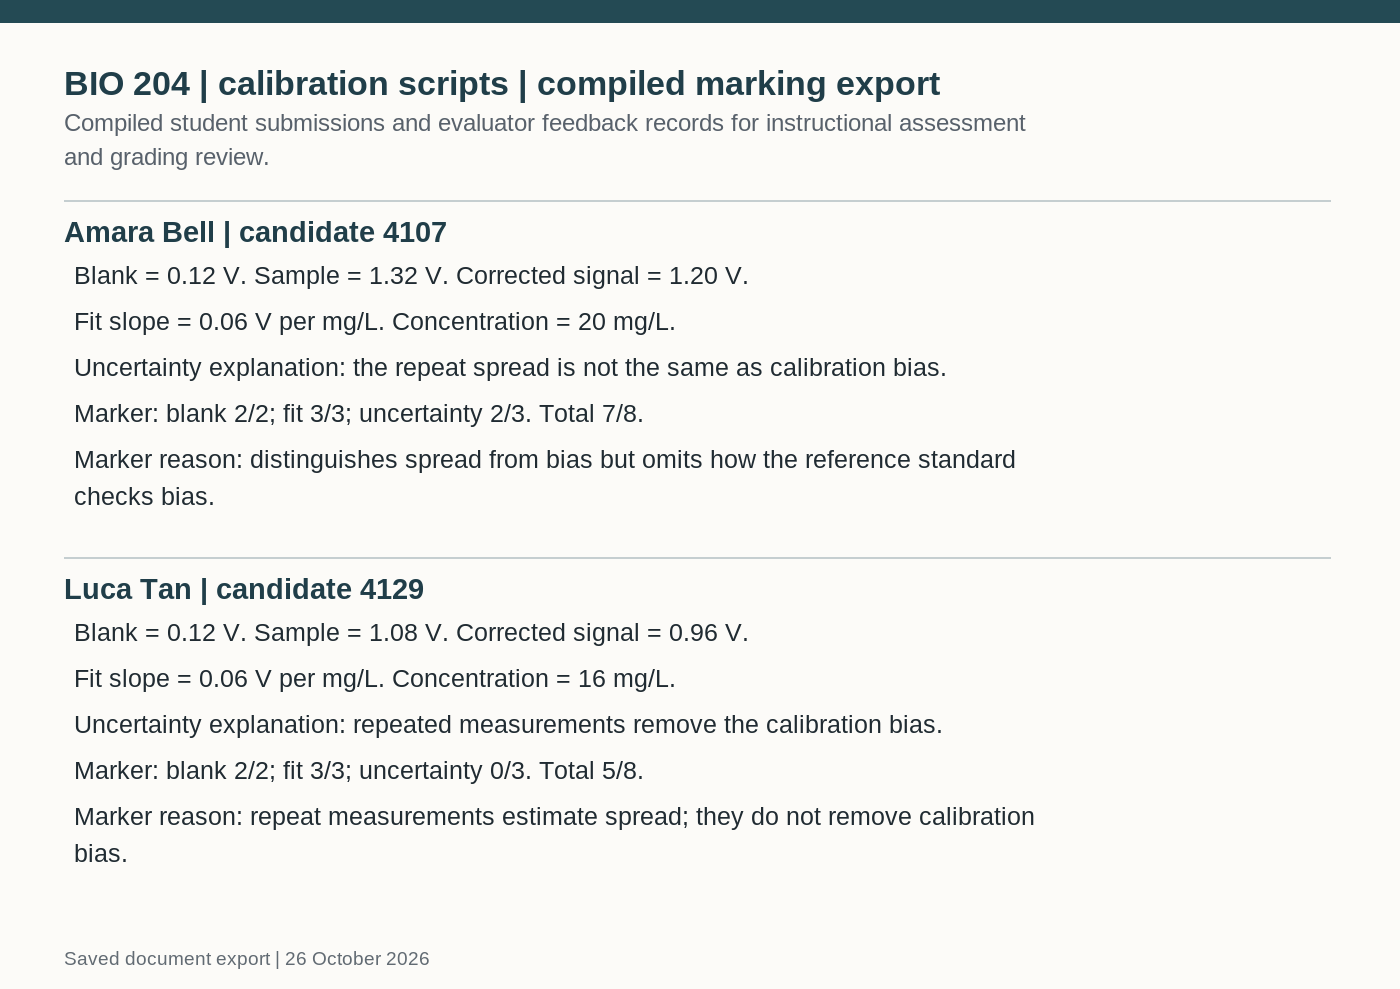 BIO 204 | calibration scripts | compiled marking export
Compiled student submissions and evaluator feedback records for instructional assessment
and grading review.
Amara Bell | candidate 4107
Blank = 0.12 V. Sample = 1.32 V. Corrected signal = 1.20 V.
Fit slope = 0.06 V per mg/L. Concentration = 20 mg/L.
Uncertainty explanation: the repeat spread is not the same as calibration bias.
Marker: blank 2/2; fit 3/3; uncertainty 2/3. Total 7/8.
Marker reason: distinguishes spread from bias but omits how the reference standard
checks bias.
Luca Tan | candidate 4129
Blank = 0.12 V. Sample = 1.08 V. Corrected signal = 0.96 V.
Fit slope = 0.06 V per mg/L. Concentration = 16 mg/L.
Uncertainty explanation: repeated measurements remove the calibration bias.
Marker: blank 2/2; fit 3/3; uncertainty 0/3. Total 5/8.
Marker reason: repeat measurements estimate spread; they do not remove calibration
bias.
Saved document export | 26 October 2026